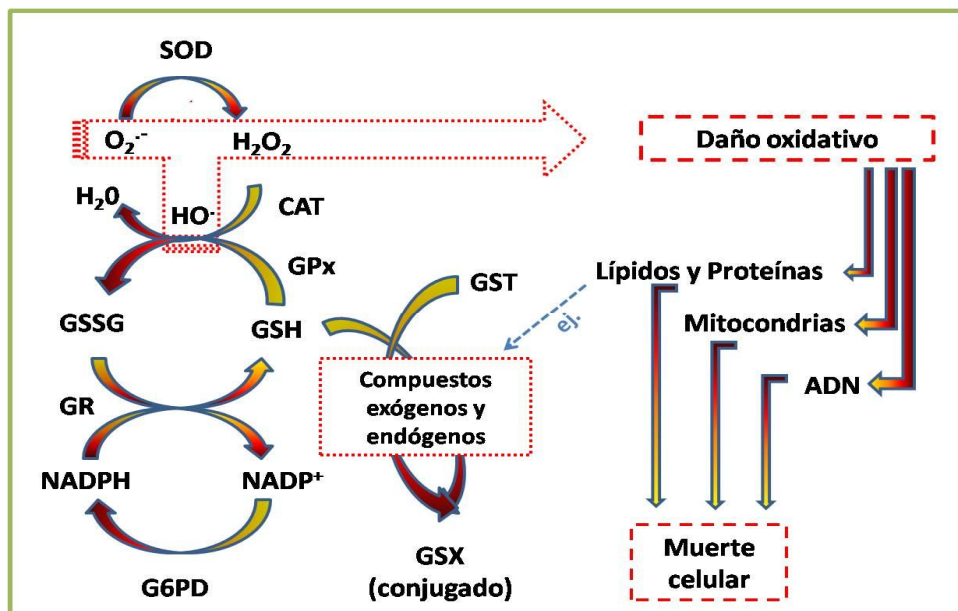 SOD
O₂·⁻
H₂O₂
Daño oxidativo
H₂0
HO·
CAT
GPx
GST
Lípidos y Proteínas
ej.
GSSG
GSH
Mitocondrias
Compuestos
exógenos y
endógenos
ADN
GR
NADPH
NADP⁺
GSX
(conjugado)
Muerte
celular
G6PD